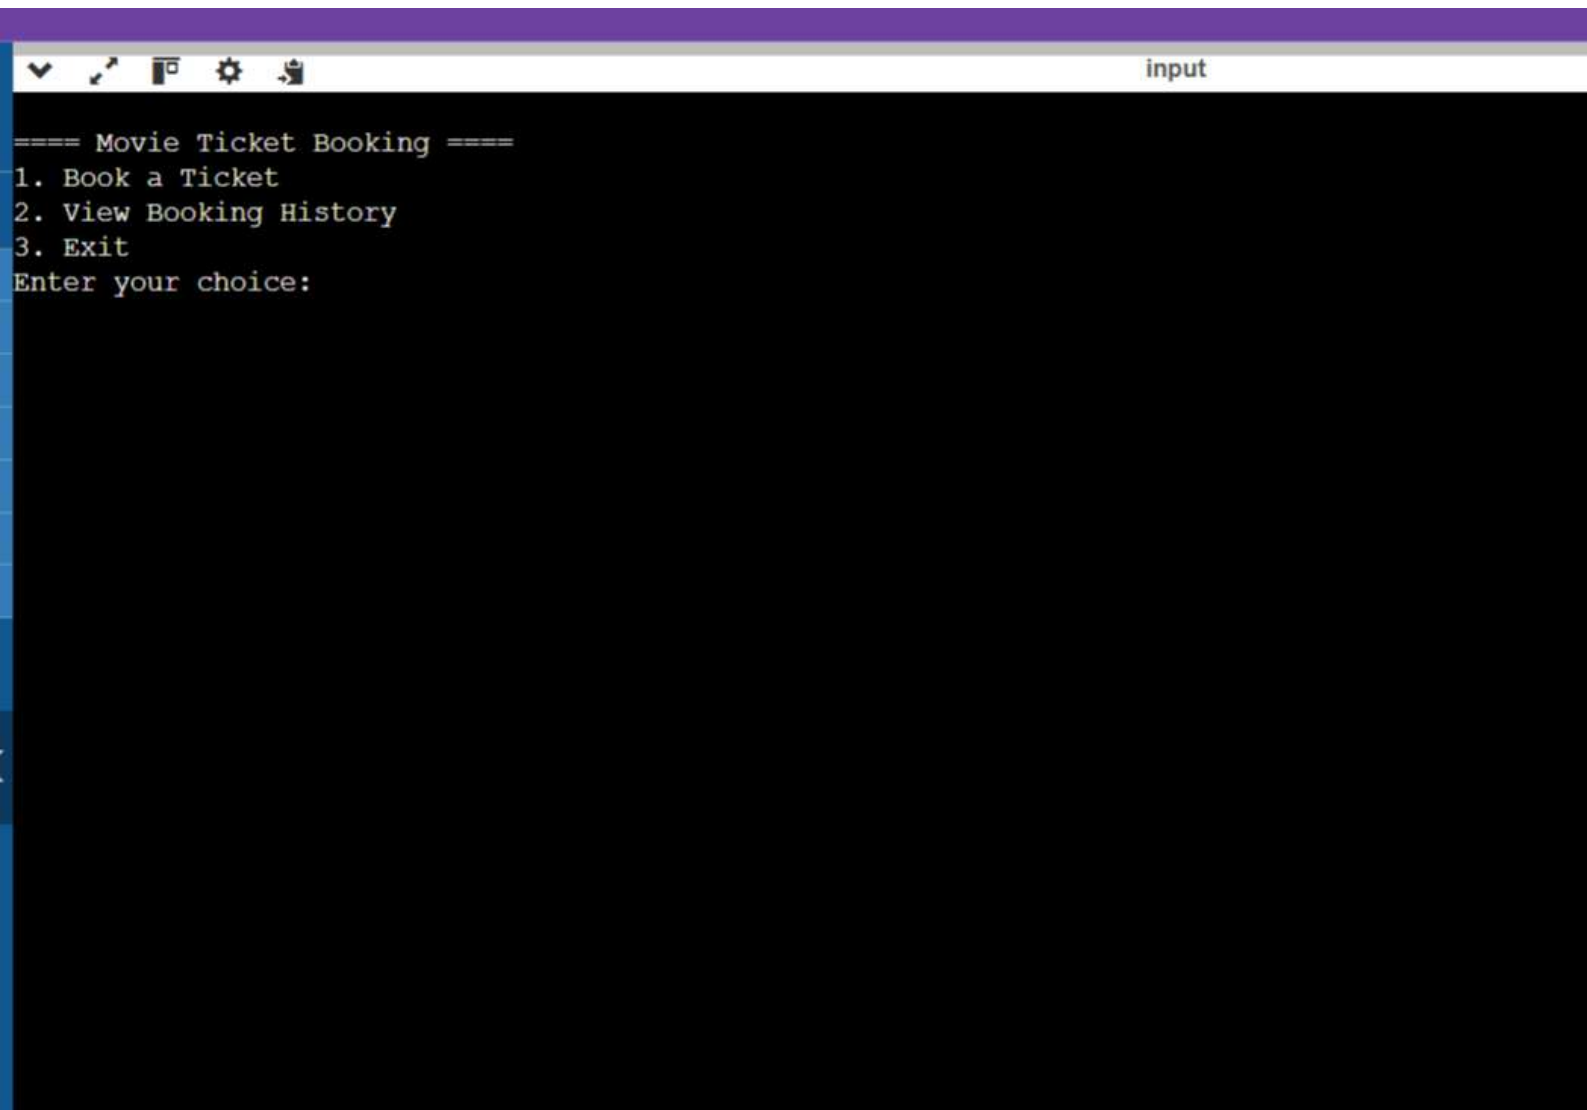 input
==== Movie Ticket Booking ====
1. Book a Ticket
2. View Booking History
3. Exit
Enter your choice: